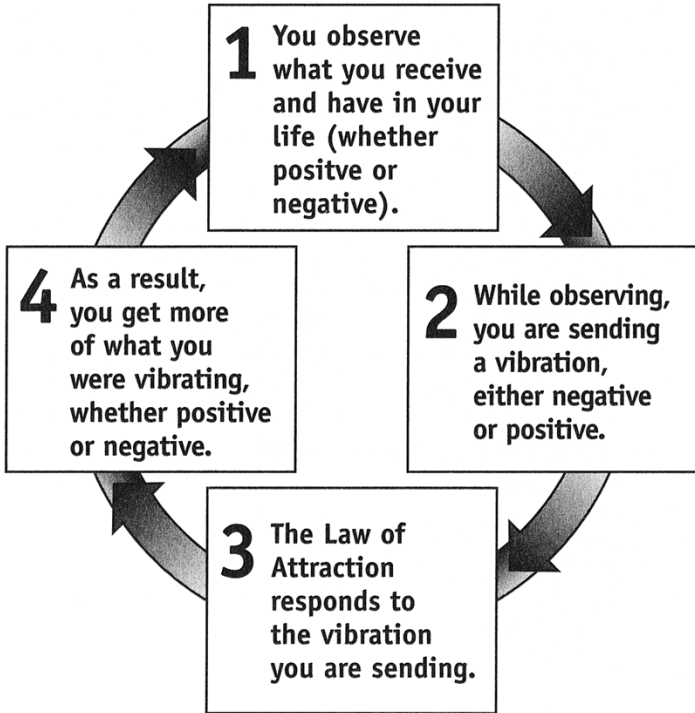 1 You observe
what you receive
and have in your
life (whether
positve or
negative).
2 While observing,
you are sending
a vibration,
either negative
or positive.
3 The Law of
Attraction
responds to
the vibration
you are sending.
4 As a result,
you get more
of what you
were vibrating,
whether positive
or negative.